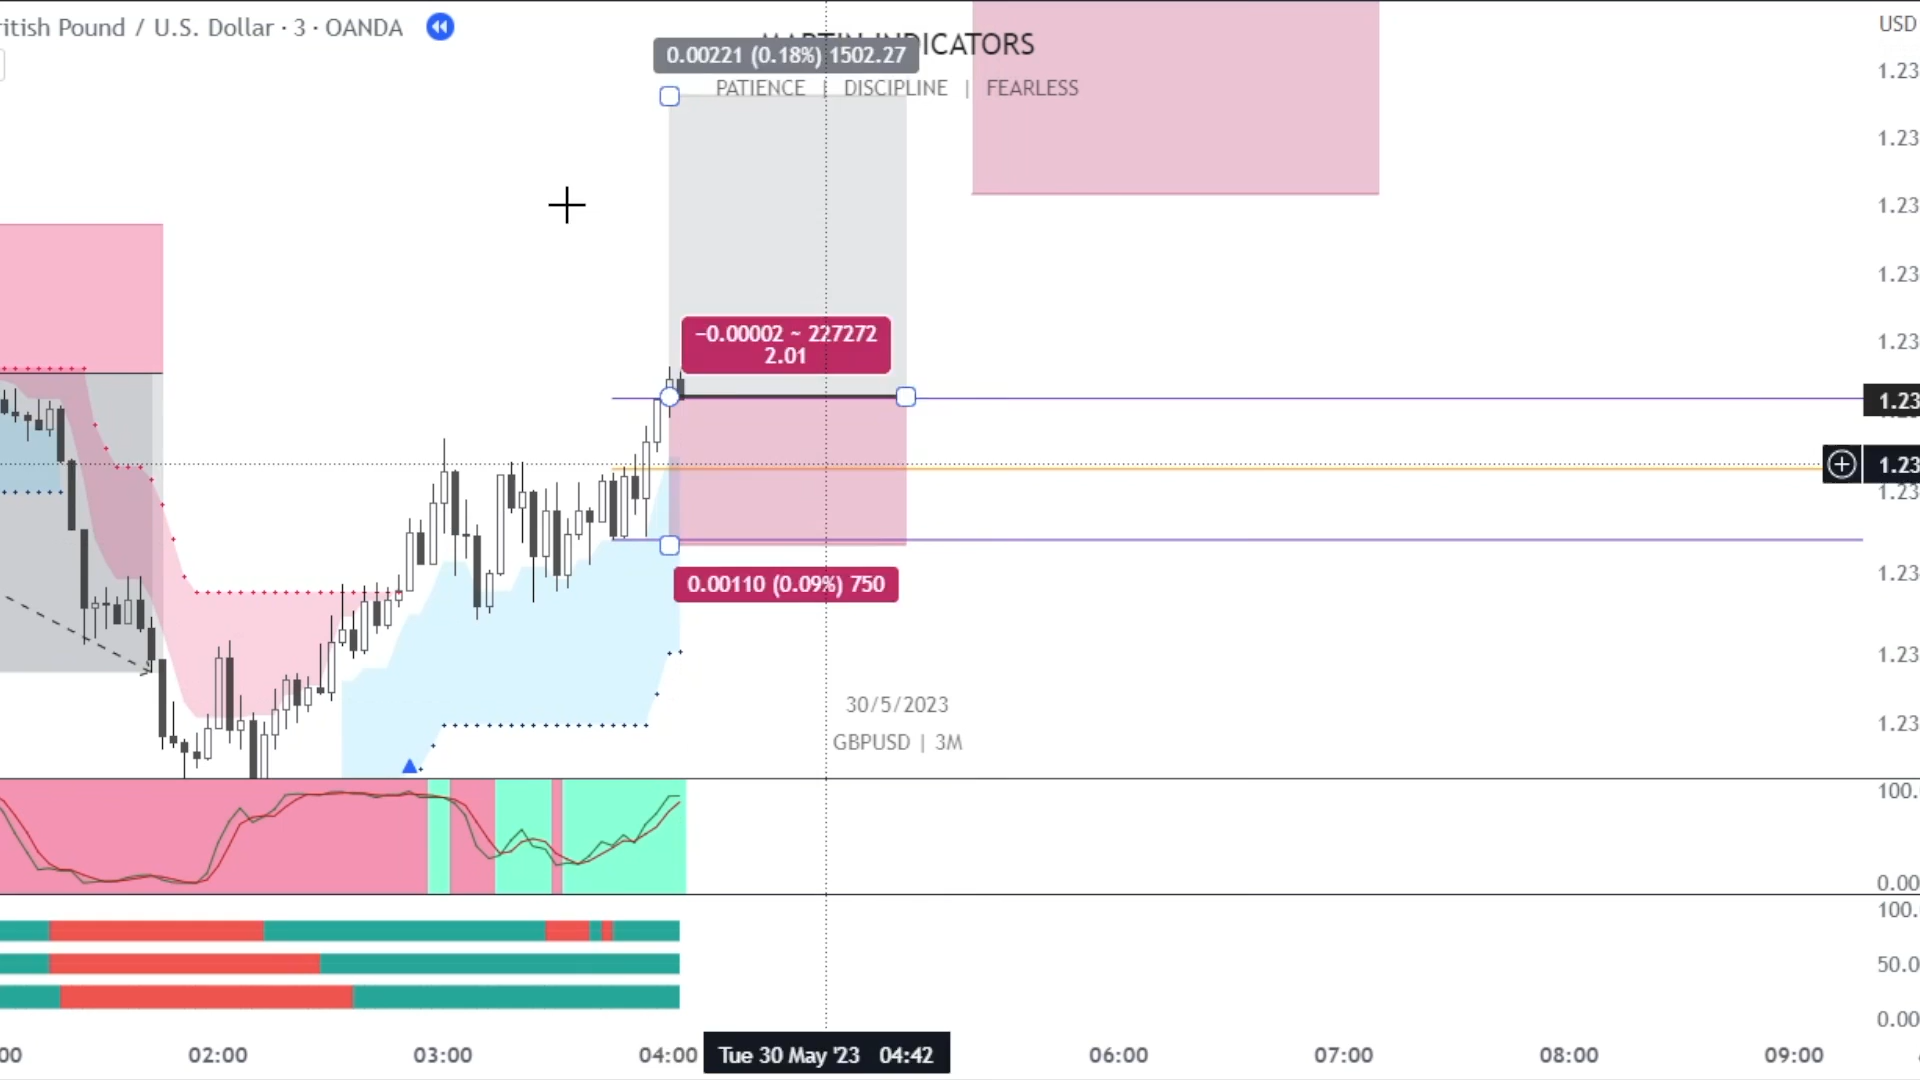 ritish Pound / U.S. Dollar · 3 · OANDA
USD
INDICATORS
0.00221 (0.18%) 1502.27
PATIENCE | DISCIPLINE | FEARLESS
1.23
1.23
1.23
1.23
1.23
−0.00002 ~ 227272
2.01
1.23
1.23
1.23
1.23
0.00110 (0.09%) 750
1.23
30/5/2023
1.23
GBPUSD | 3M
100.
0.00
100.
50.0
0.00
00
02:00
03:00
04:00
Tue 30 May '23 04:42
06:00
07:00
08:00
09:00